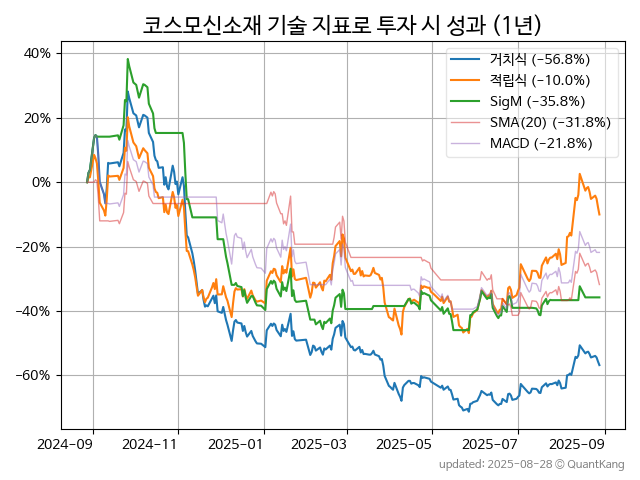 코스모신소재 기술 지표로 투자 시 성과 (1년)
거치식 (−56.8%)
적립식 (−10.0%)
SigM (−35.8%)
SMA(20) (−31.8%)
MACD (−21.8%)
40%
20%
0%
−20%
−40%
−60%
2024-09 2024-11 2025-01 2025-03 2025-05 2025-07 2025-09
updated: 2025-08-28 © QuantKang